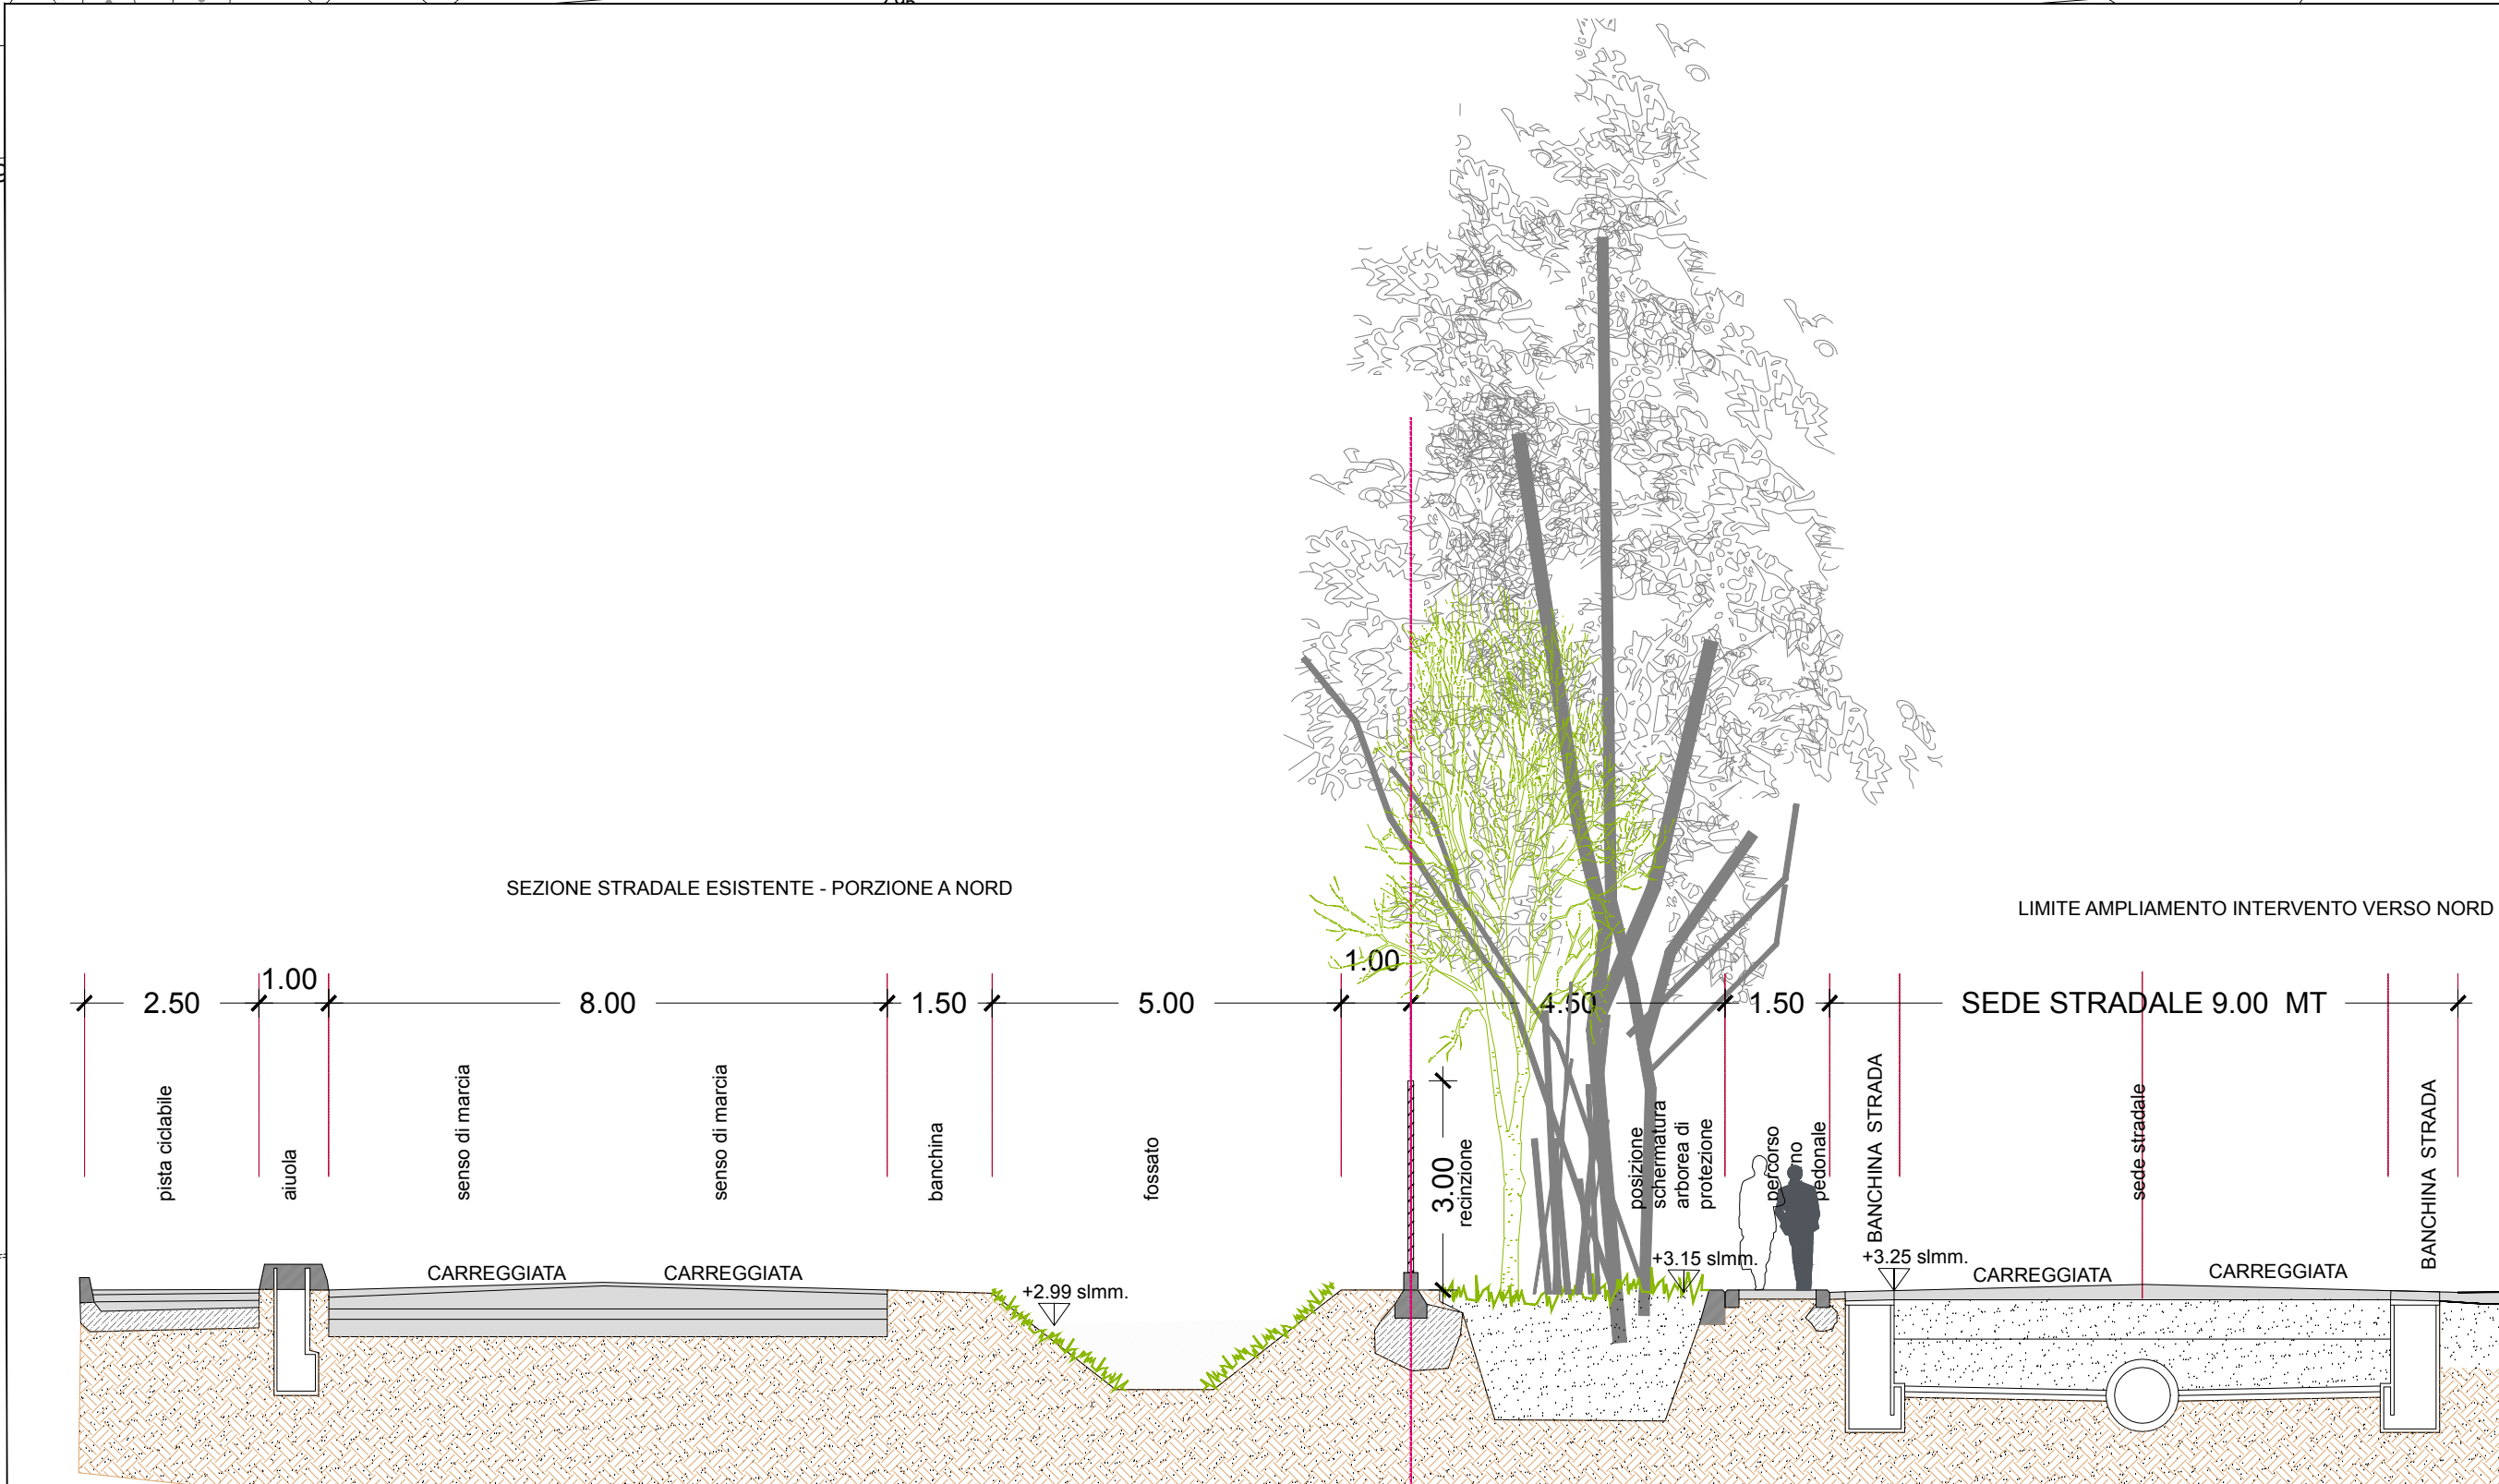 SEZIONE STRADALE ESISTENTE - PORZIONE A NORD
LIMITE AMPLIAMENTO INTERVENTO VERSO NORD
2.50
1.00
8.00
1.50
5.00
1.00
4.50
1.50
SEDE STRADALE 9.00 MT
pista ciclabile
aiuola
senso di marcia
senso di marcia
banchina
fossato
3.00
recinzione
posizione
schermatura
arborea di
protezione
percorso
pedonale
BANCHINA STRADA
sede stradale
BANCHINA STRADA
CARREGGIATA
CARREGGIATA
+2.99 slmm.
+3.15 slmm.
+3.25 slmm.
CARREGGIATA
CARREGGIATA